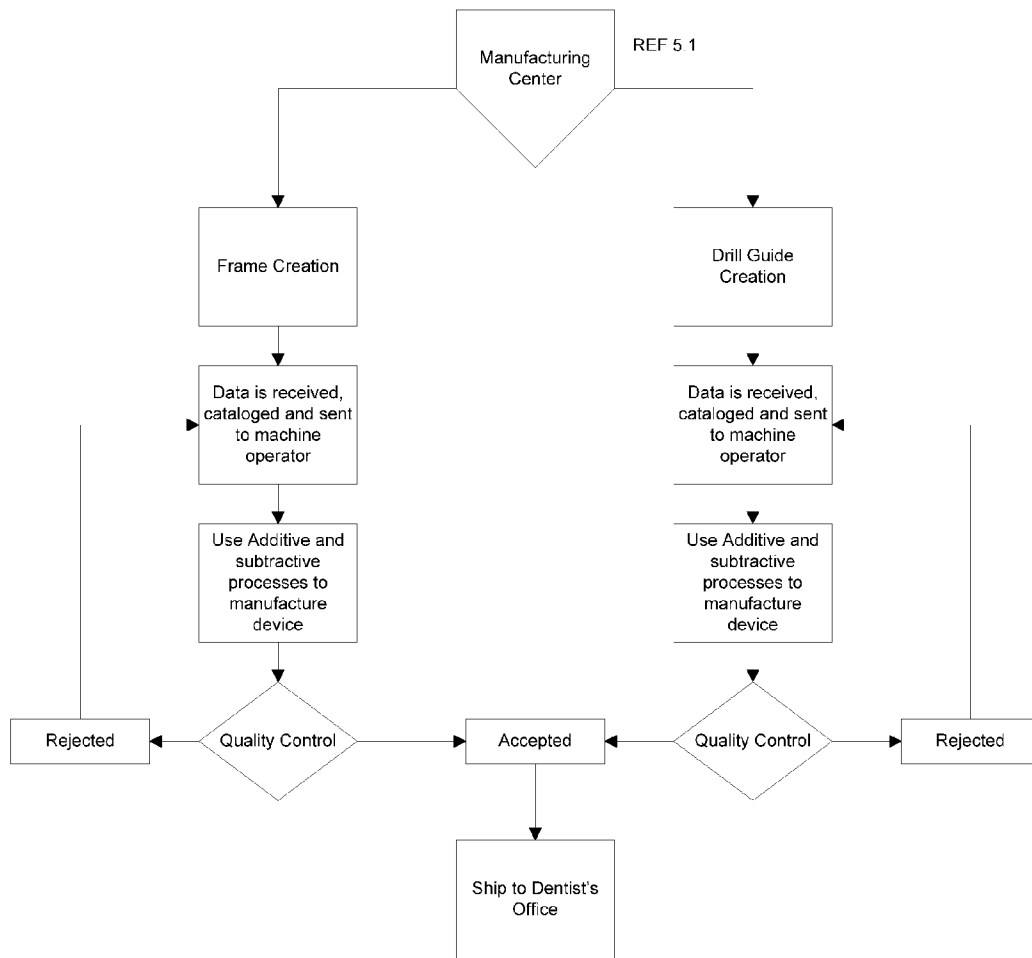 Manufacturing
Center
REF 5.1
Frame Creation
Drill Guide
Creation
Data is received,
cataloged and sent
to machine
operator
Data is received,
cataloged and sent
to machine
operator
Use Additive and
subtractive
processes to
manufacture
device
Use Additive and
subtractive
processes to
manufacture
device
Rejected
Quality Control
Accepted
Quality Control
Rejected
Ship to Dentist's
Office